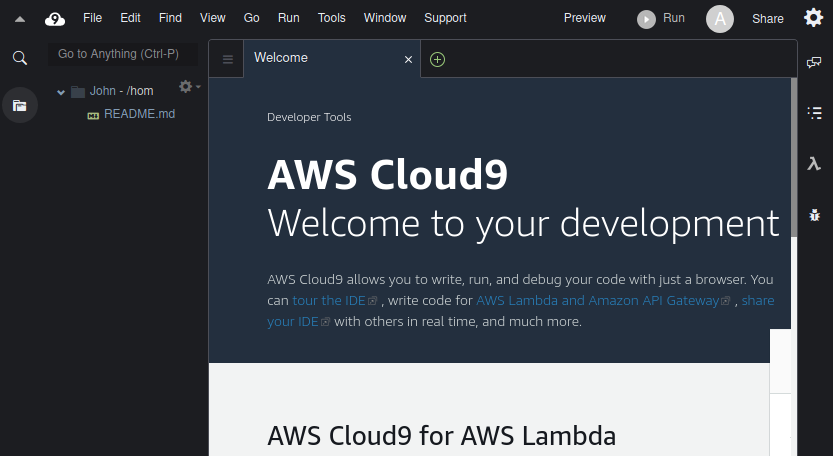 9 File Edit Find View Go Run Tools Window Support Preview Run A Share
Go to Anything (Ctrl-P)
Welcome
John - /hom
README.md
Developer Tools
AWS Cloud9
Welcome to your development
AWS Cloud9 allows you to write, run, and debug your code with just a browser. You
can tour the IDE , write code for AWS Lambda and Amazon API Gateway , share
your IDE with others in real time, and much more.
AWS Cloud9 for AWS Lambda